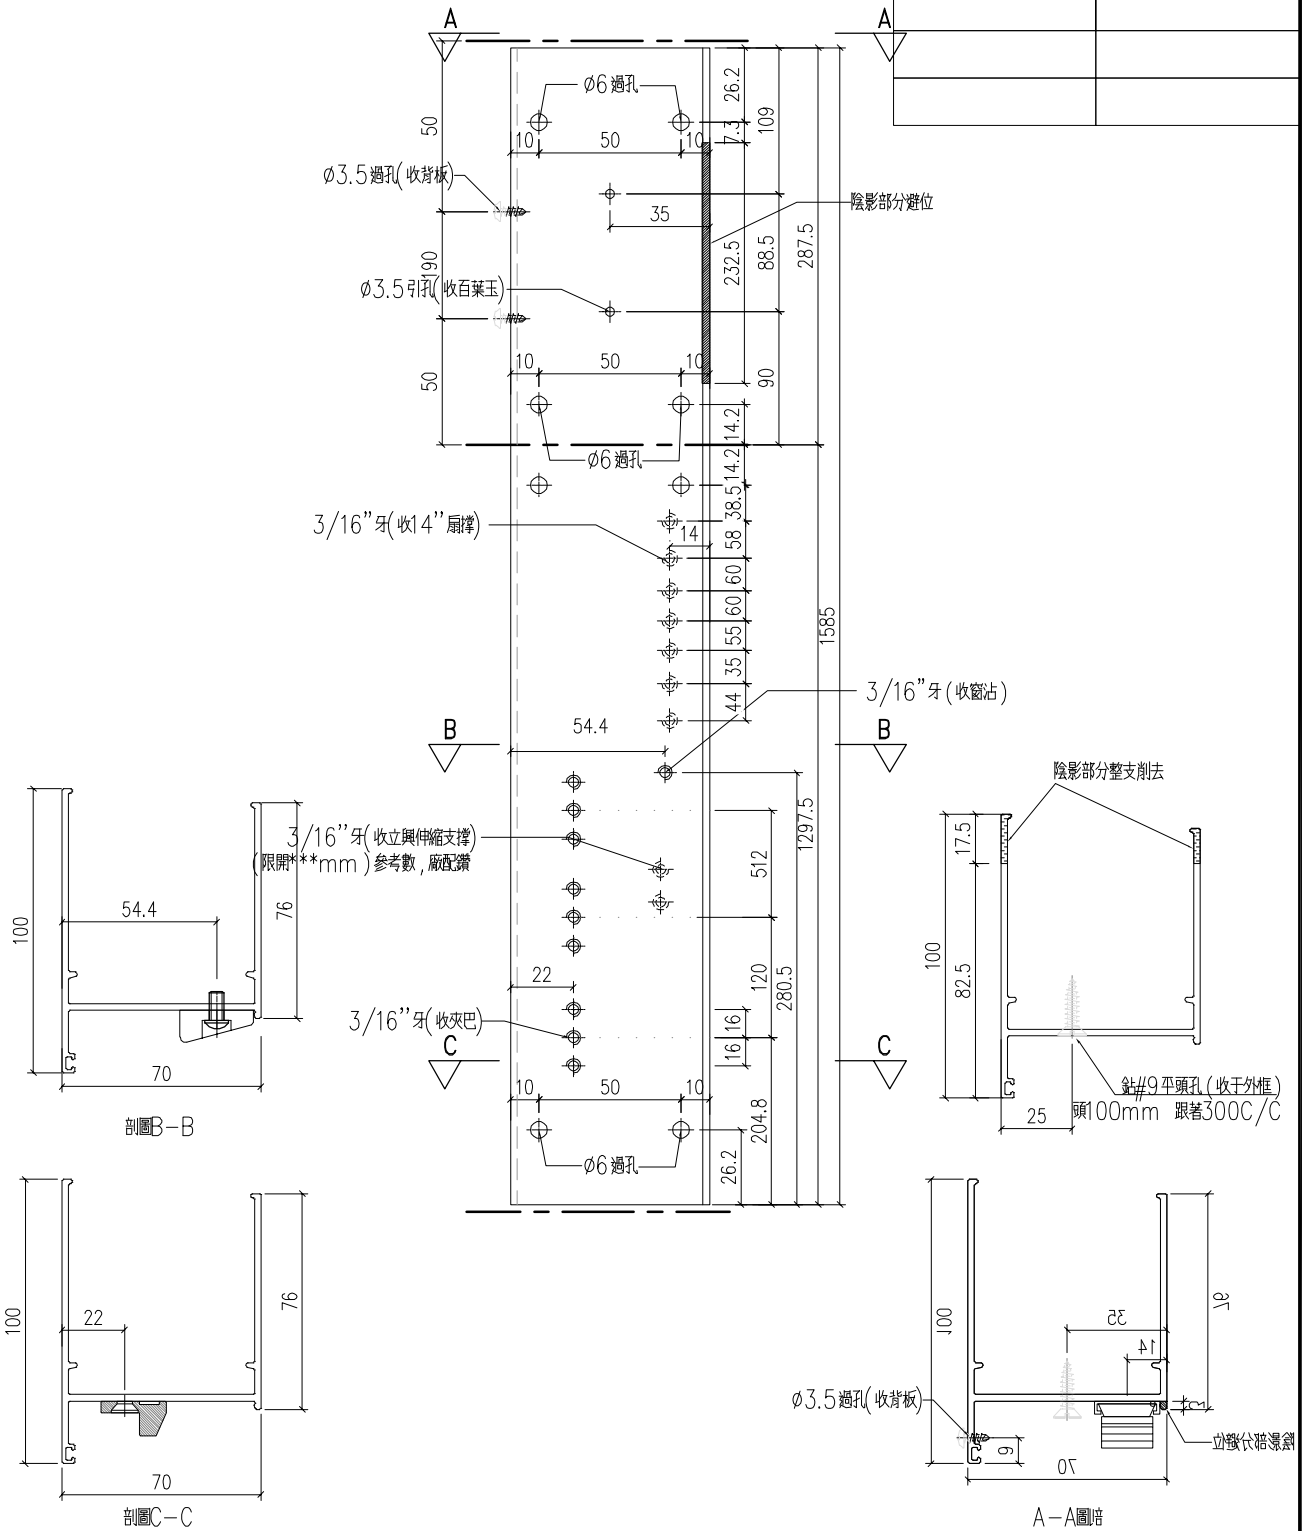 A
A
ø6過孔
26.2
109
7.3
50
10
50
10
ø3.5過孔(收背板)
陰影部分避位
35
232.5
88.5
287.5
190
ø3.5引孔(收百葉玉)
10
50
10
50
90
14.2
ø6過孔
14.2
38.5
3/16”牙(收14”扇撐)
14
58
60
60
55
1585
35
44
3/16”牙(收窗沾)
B
54.4
B
陰影部分整支削去
1297.5
17.5
3/16”牙(收立興伸縮支撐)
(限開***mm)參考數,廠配鑽
512
100
54.4
76
100
82.5
22
120
280.5
3/16”牙(收夾巴)
16
16
C
C
70
10
50
10
鉆#9平頭孔(收于外框)
頭100mm 跟著300C/C
25
剖圖B-B
204.8
26.2
ø6過孔
100
22
76
100
35
76
14
ø3.5過孔(收背板)
3
9
陰影部分避位
70
70
剖圖C-C
剖圖A-A